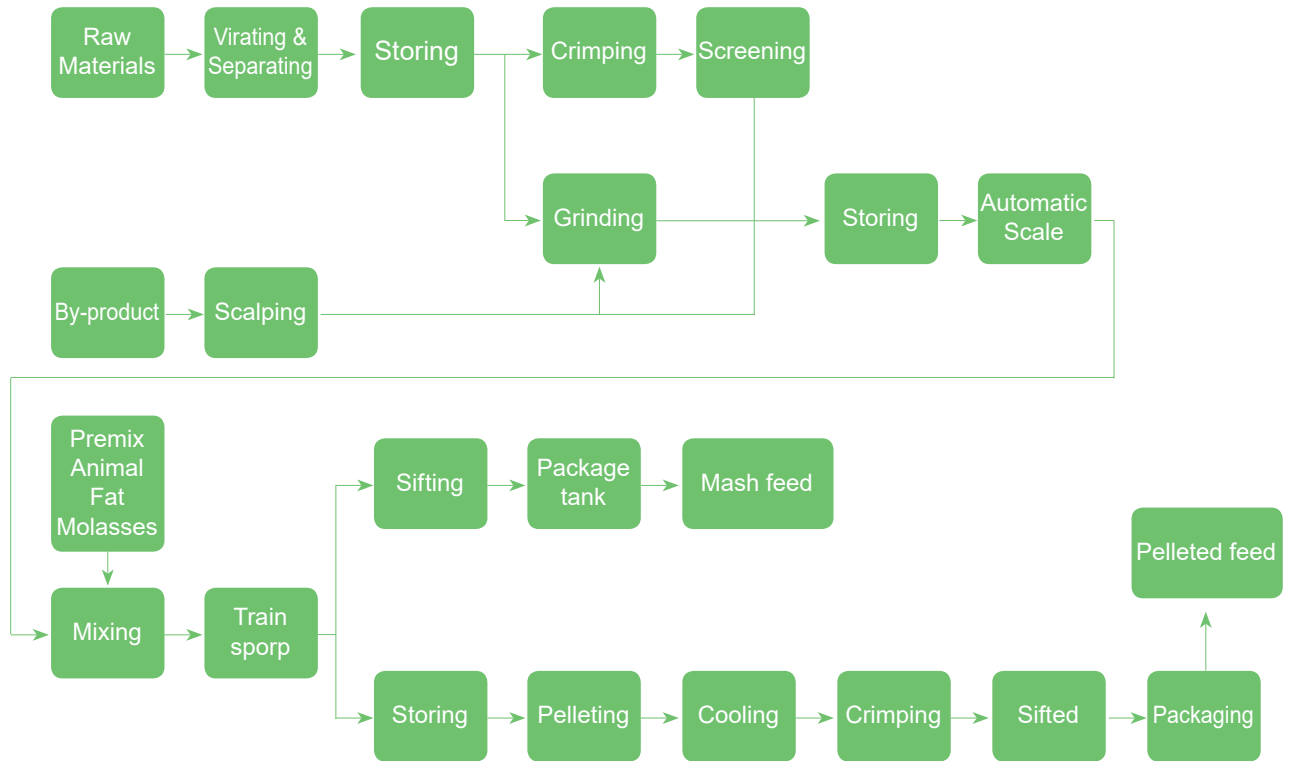 Raw
Materials
Virating &
Separating
Storing
Crimping
Screening
Grinding
Storing
Automatic
Scale
By-product
Scalping
Premix
Animal
Fat
Molasses
Sifting
Package
tank
Mash feed
Pelleted feed
Mixing
Train
sporp
Storing
Pelleting
Cooling
Crimping
Sifted
Packaging